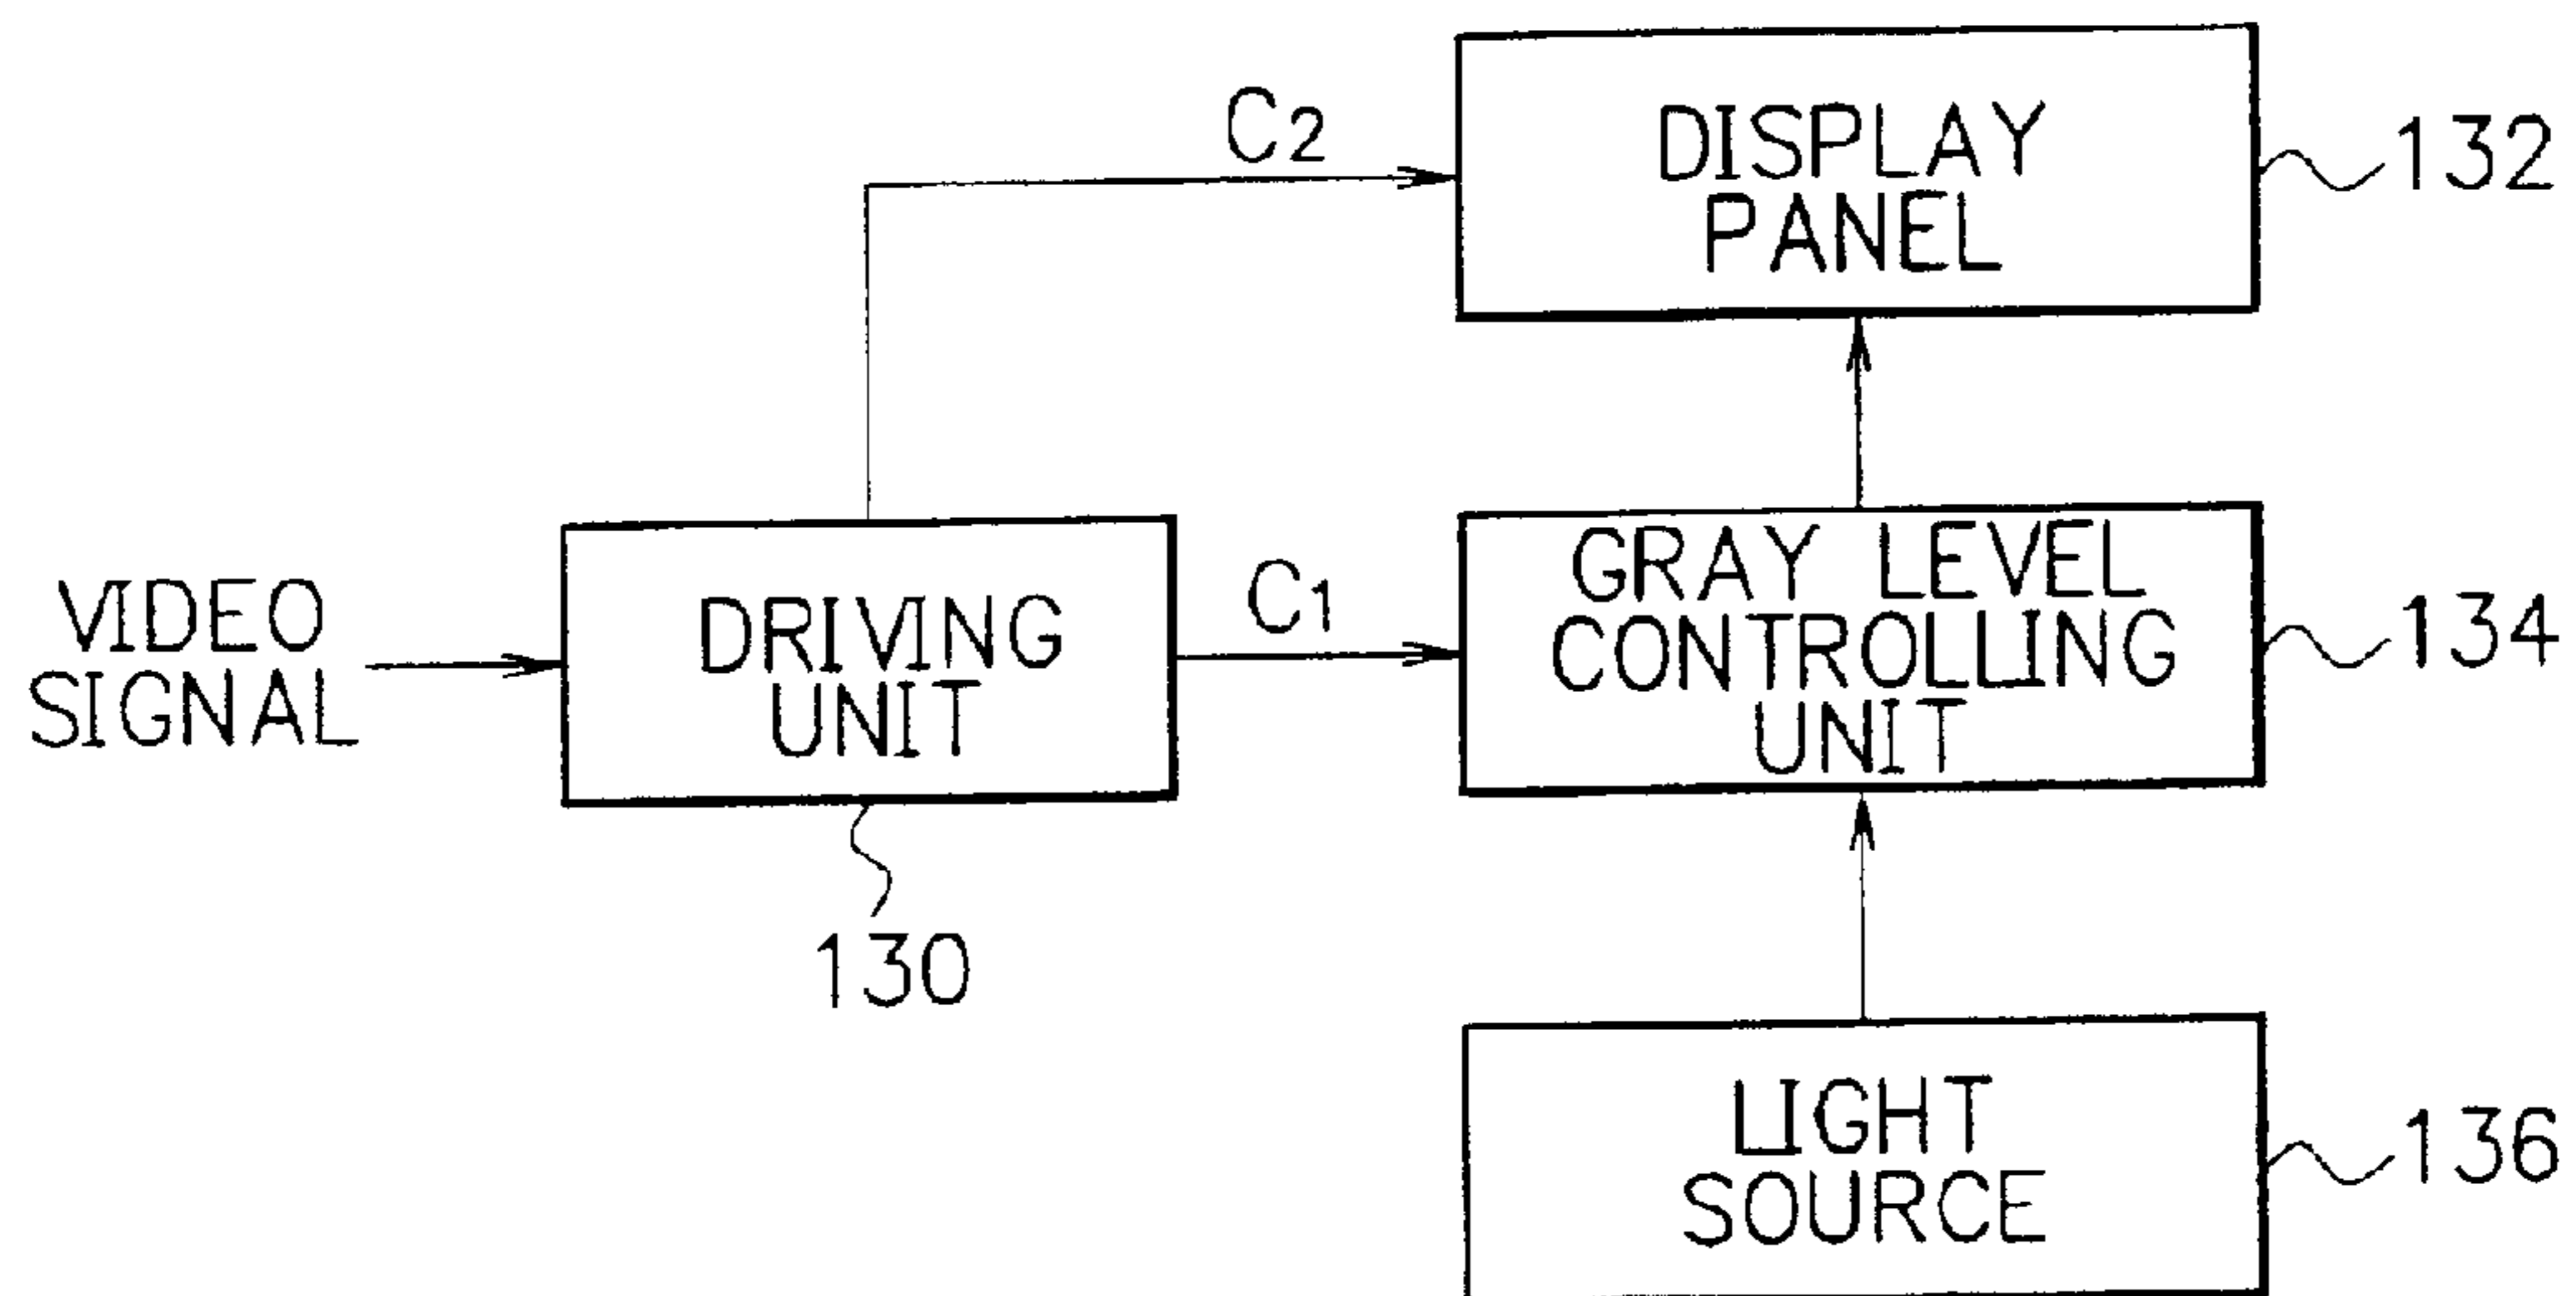 C2
DISPLAY
PANEL
132
VIDEO
SIGNAL
DRIVING
UNIT
130
C1
GRAY LEVEL
CONTROLLING
UNIT
134
LIGHT
SOURCE
136